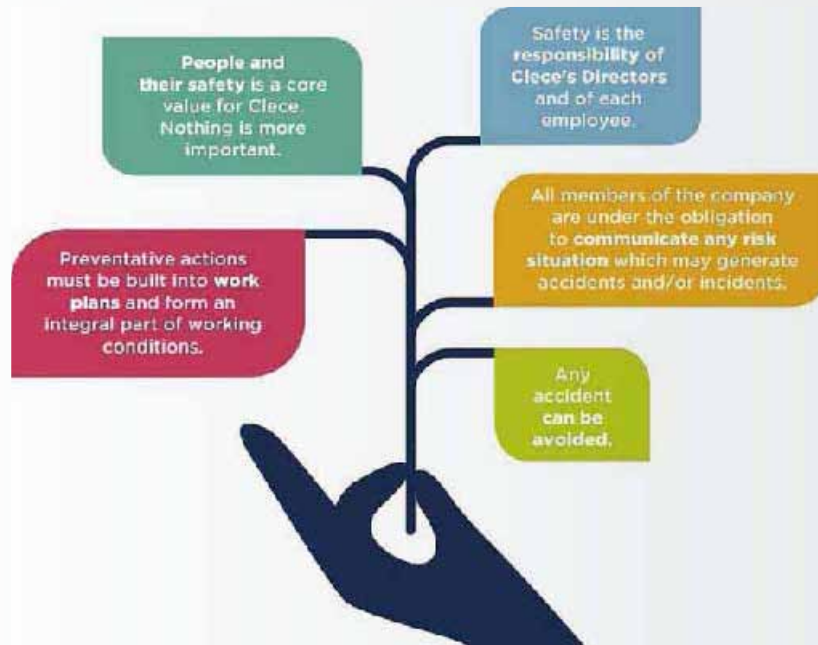 People and
their safety is a core
value for Clece.
Nothing is more
important.
Safety is the
responsibility of
Clece's Directors
and of each
employee.
Preventative actions
must be built into work
plans and form an
integral part of working
conditions.
All members of the company
are under the obligation
to communicate any risk
situation which may generate
accidents and/or incidents.
Any
accident
can be
avoided.